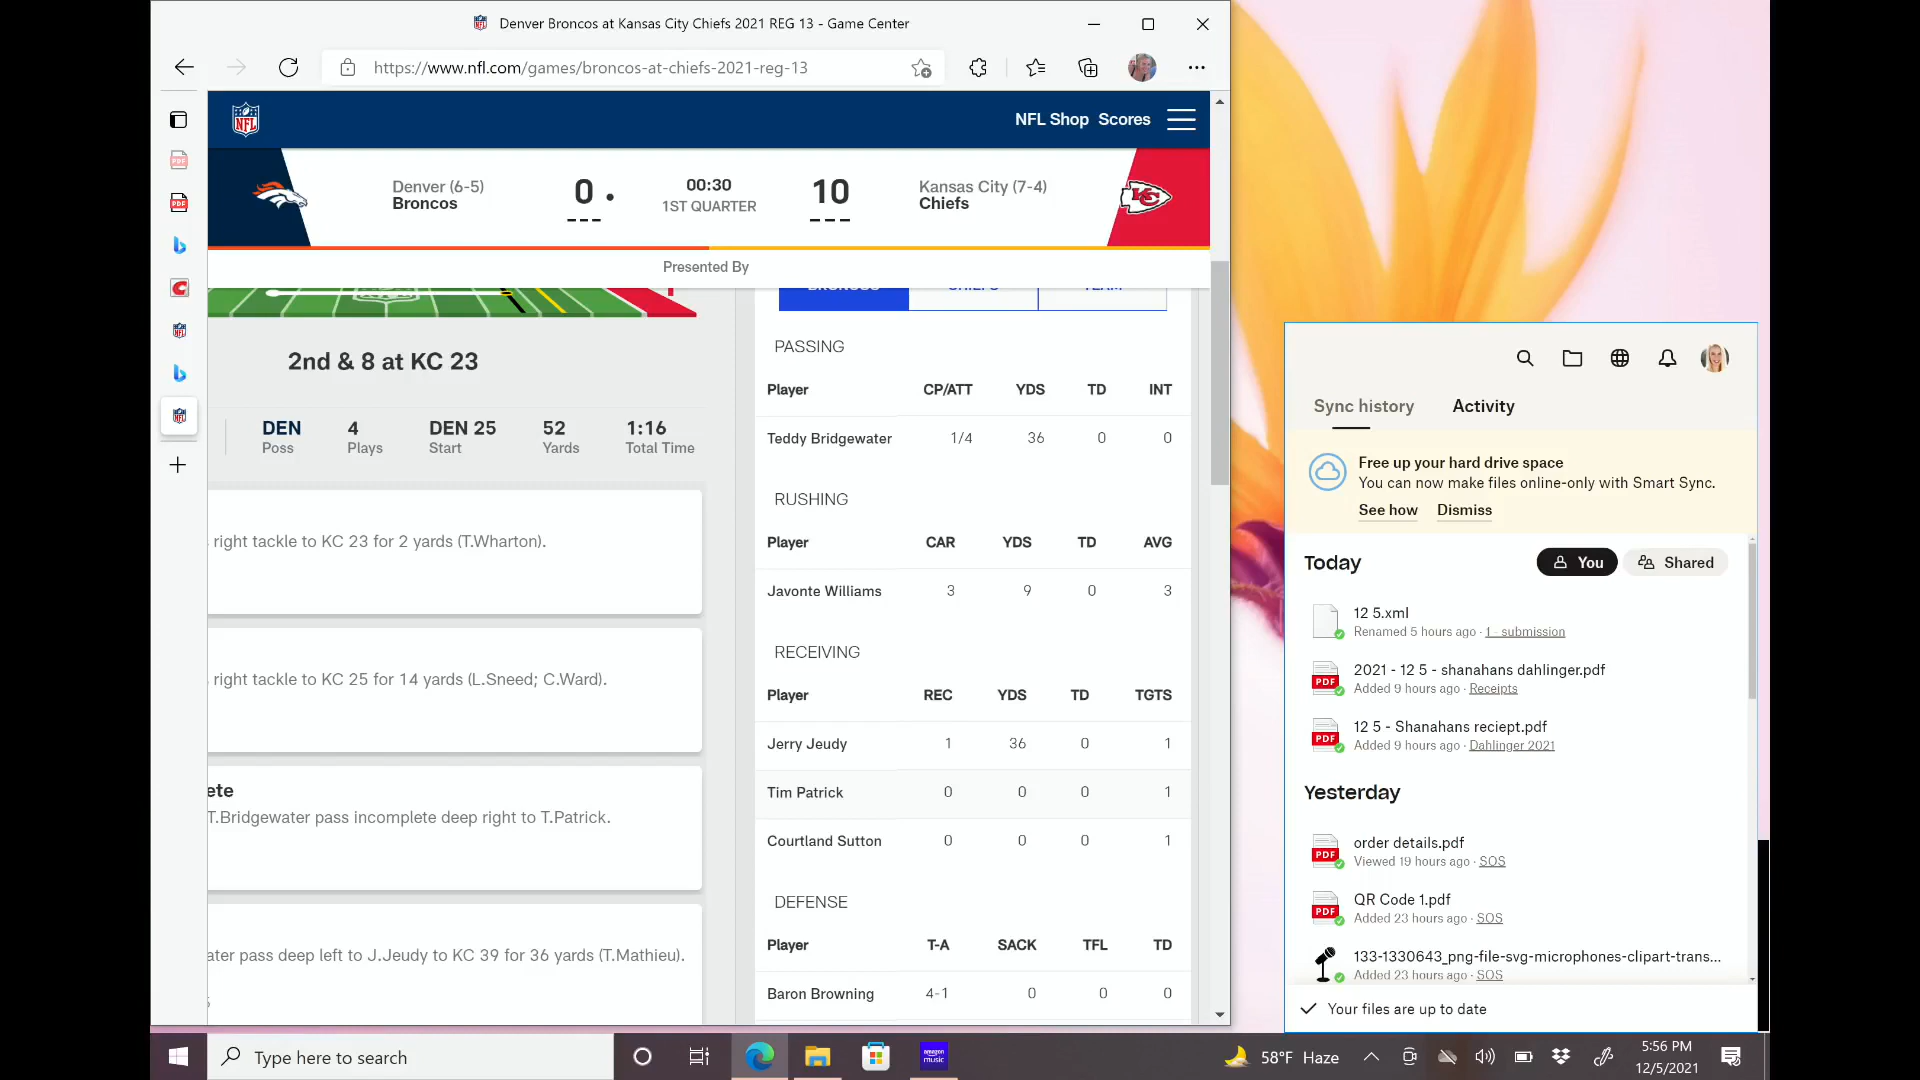 Denver Broncos at Kansas City Chiefs 2021 REG 13 - Game Center
https://www.nfl.com/games/broncos-at-chiefs-2021-reg-13
NFL
NFL Shop Scores
Denver (6-5)
Broncos
0
00:30
1ST QUARTER
10
Kansas City (7-4)
Chiefs
KC
Presented By
BRONCOS CHIEFS TEAM
2nd & 8 at KC 23
DEN 4 DEN 25 52 1:16
Poss Plays Start Yards Total Time
right tackle to KC 23 for 2 yards (T.Wharton).
right tackle to KC 25 for 14 yards (L.Sneed; C.Ward).
ete
T.Bridgewater pass incomplete deep right to T.Patrick.
ater pass deep left to J.Jeudy to KC 39 for 36 yards (T.Mathieu).
PASSING
Player CP/ATT YDS TD INT
Teddy Bridgewater 1/4 36 0 0
RUSHING
Player CAR YDS TD AVG
Javonte Williams 3 9 0 3
RECEIVING
Player REC YDS TD TGTS
Jerry Jeudy 1 36 0 1
Tim Patrick 0 0 0 1
Courtland Sutton 0 0 0 1
DEFENSE
Player T-A SACK TFL TD
Baron Browning 4-1 0 0 0
Sync history Activity
Free up your hard drive space
You can now make files online-only with Smart Sync.
See how Dismiss
Today You Shared
12 5.xml
Renamed 5 hours ago · 1 - submission
PDF
2021 - 12 5 - shanahans dahlinger.pdf
Added 9 hours ago · Receipts
PDF
12 5 - Shanahans reciept.pdf
Added 9 hours ago · Dahlinger 2021
Yesterday
PDF
order details.pdf
Viewed 19 hours ago · SOS
PDF
QR Code 1.pdf
Added 23 hours ago · SOS
133-1330643_png-file-svg-microphones-clipart-trans...
Added 23 hours ago · SOS
Your files are up to date
Type here to search
amazon
music
58°F Haze
5:56 PM
12/5/2021